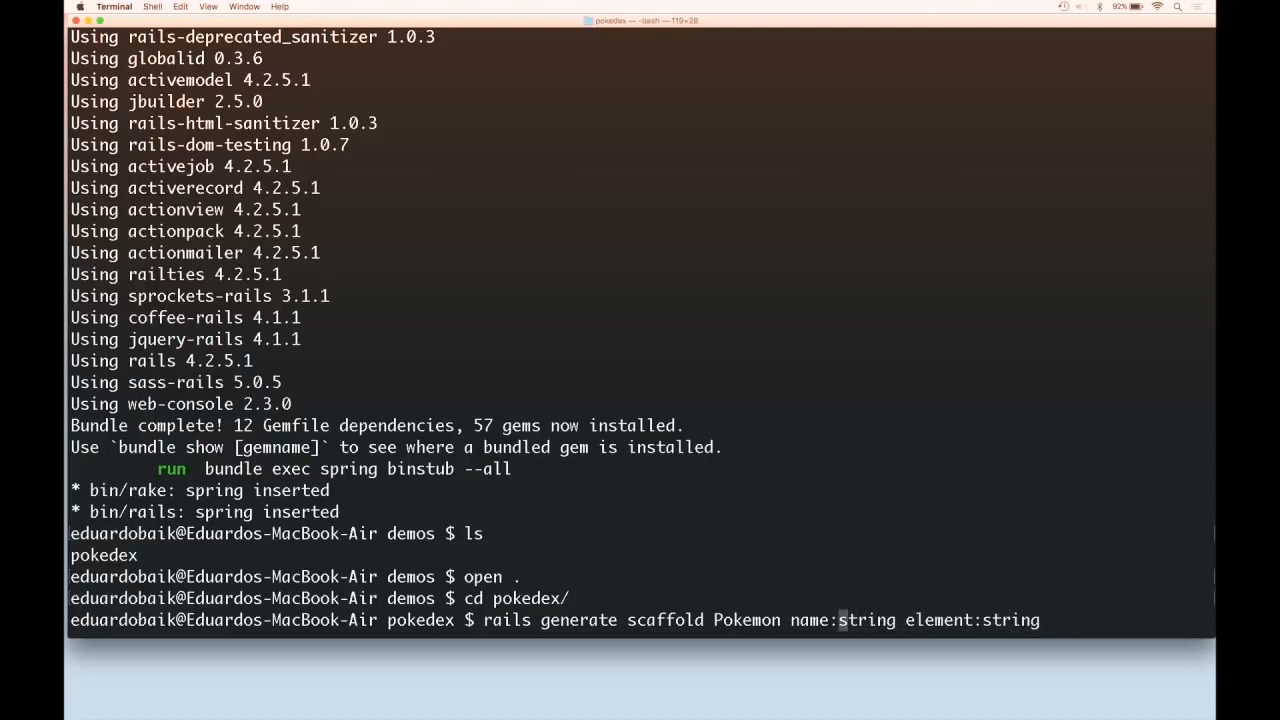 Terminal Shell Edit View Window Help 92%
pokedex — -bash — 119×28
Using rails-deprecated_sanitizer 1.0.3
Using globalid 0.3.6
Using activemodel 4.2.5.1
Using jbuilder 2.5.0
Using rails-html-sanitizer 1.0.3
Using rails-dom-testing 1.0.7
Using activejob 4.2.5.1
Using activerecord 4.2.5.1
Using actionview 4.2.5.1
Using actionpack 4.2.5.1
Using actionmailer 4.2.5.1
Using railties 4.2.5.1
Using sprockets-rails 3.1.1
Using coffee-rails 4.1.1
Using jquery-rails 4.1.1
Using rails 4.2.5.1
Using sass-rails 5.0.5
Using web-console 2.3.0
Bundle complete! 12 Gemfile dependencies, 57 gems now installed.
Use `bundle show [gemname]` to see where a bundled gem is installed.
run bundle exec spring binstub --all
* bin/rake: spring inserted
* bin/rails: spring inserted
eduardobaik@Eduardos-MacBook-Air demos $ ls
pokedex
eduardobaik@Eduardos-MacBook-Air demos $ open .
eduardobaik@Eduardos-MacBook-Air demos $ cd pokedex/
eduardobaik@Eduardos-MacBook-Air pokedex $ rails generate scaffold Pokemon name:string element:string